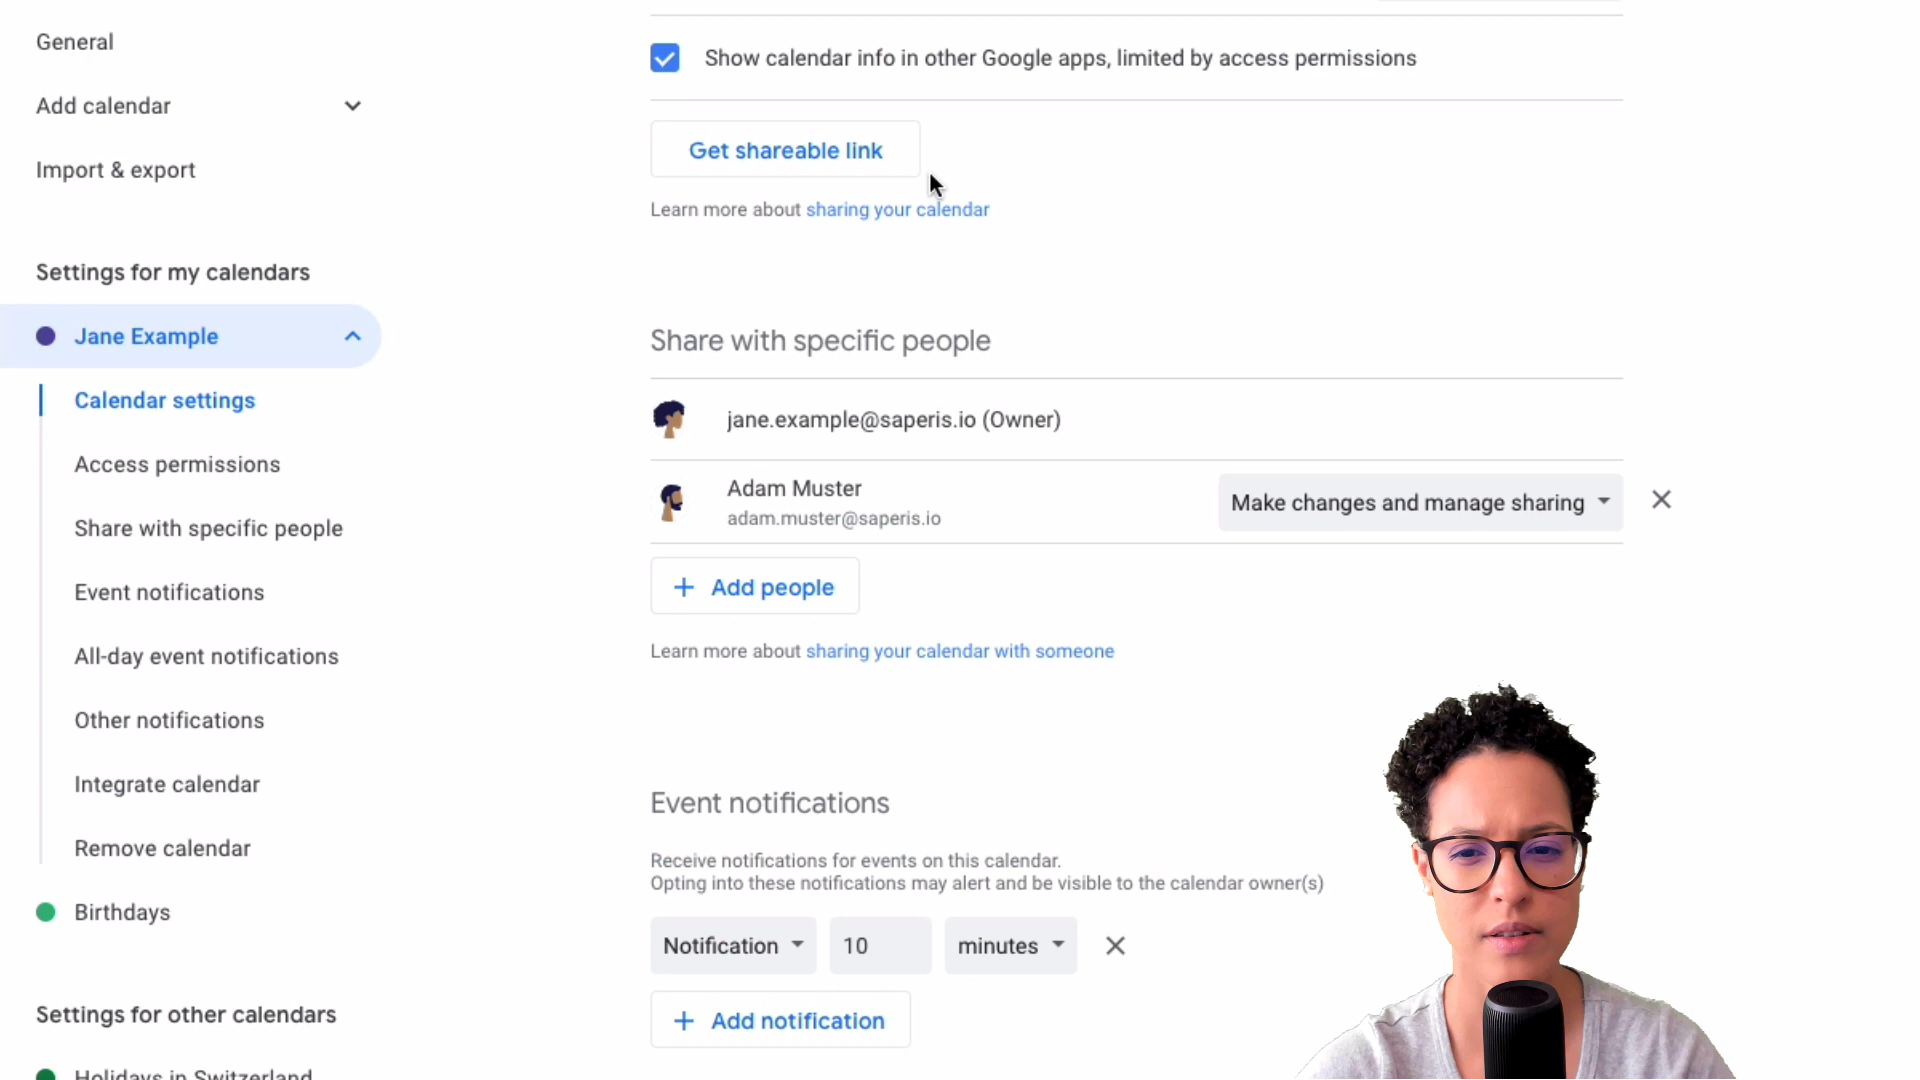 General
Add calendar
Import & export
Settings for my calendars
Jane Example
Calendar settings
Access permissions
Share with specific people
Event notifications
All-day event notifications
Other notifications
Integrate calendar
Remove calendar
Birthdays
Settings for other calendars
Holidays in Switzerland
Show calendar info in other Google apps, limited by access permissions
Get shareable link
Learn more about sharing your calendar
Share with specific people
jane.example@saperis.io (Owner)
Adam Muster
adam.muster@saperis.io
Make changes and manage sharing
Add people
Learn more about sharing your calendar with someone
Event notifications
Receive notifications for events on this calendar.
Opting into these notifications may alert and be visible to the calendar owner(s)
Notification 10 minutes
Add notification